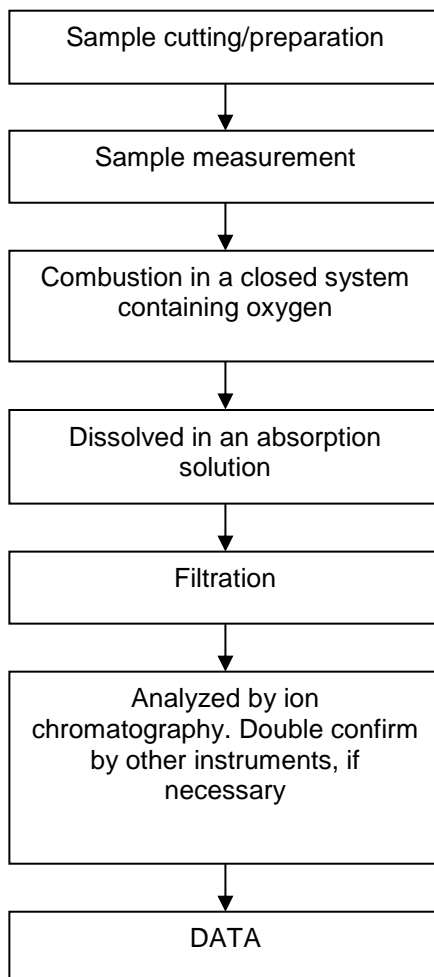 Sample cutting/preparation
Sample measurement
Combustion in a closed system
containing oxygen
Dissolved in an absorption
solution
Filtration
Analyzed by ion
chromatography. Double confirm
by other instruments, if
necessary
DATA